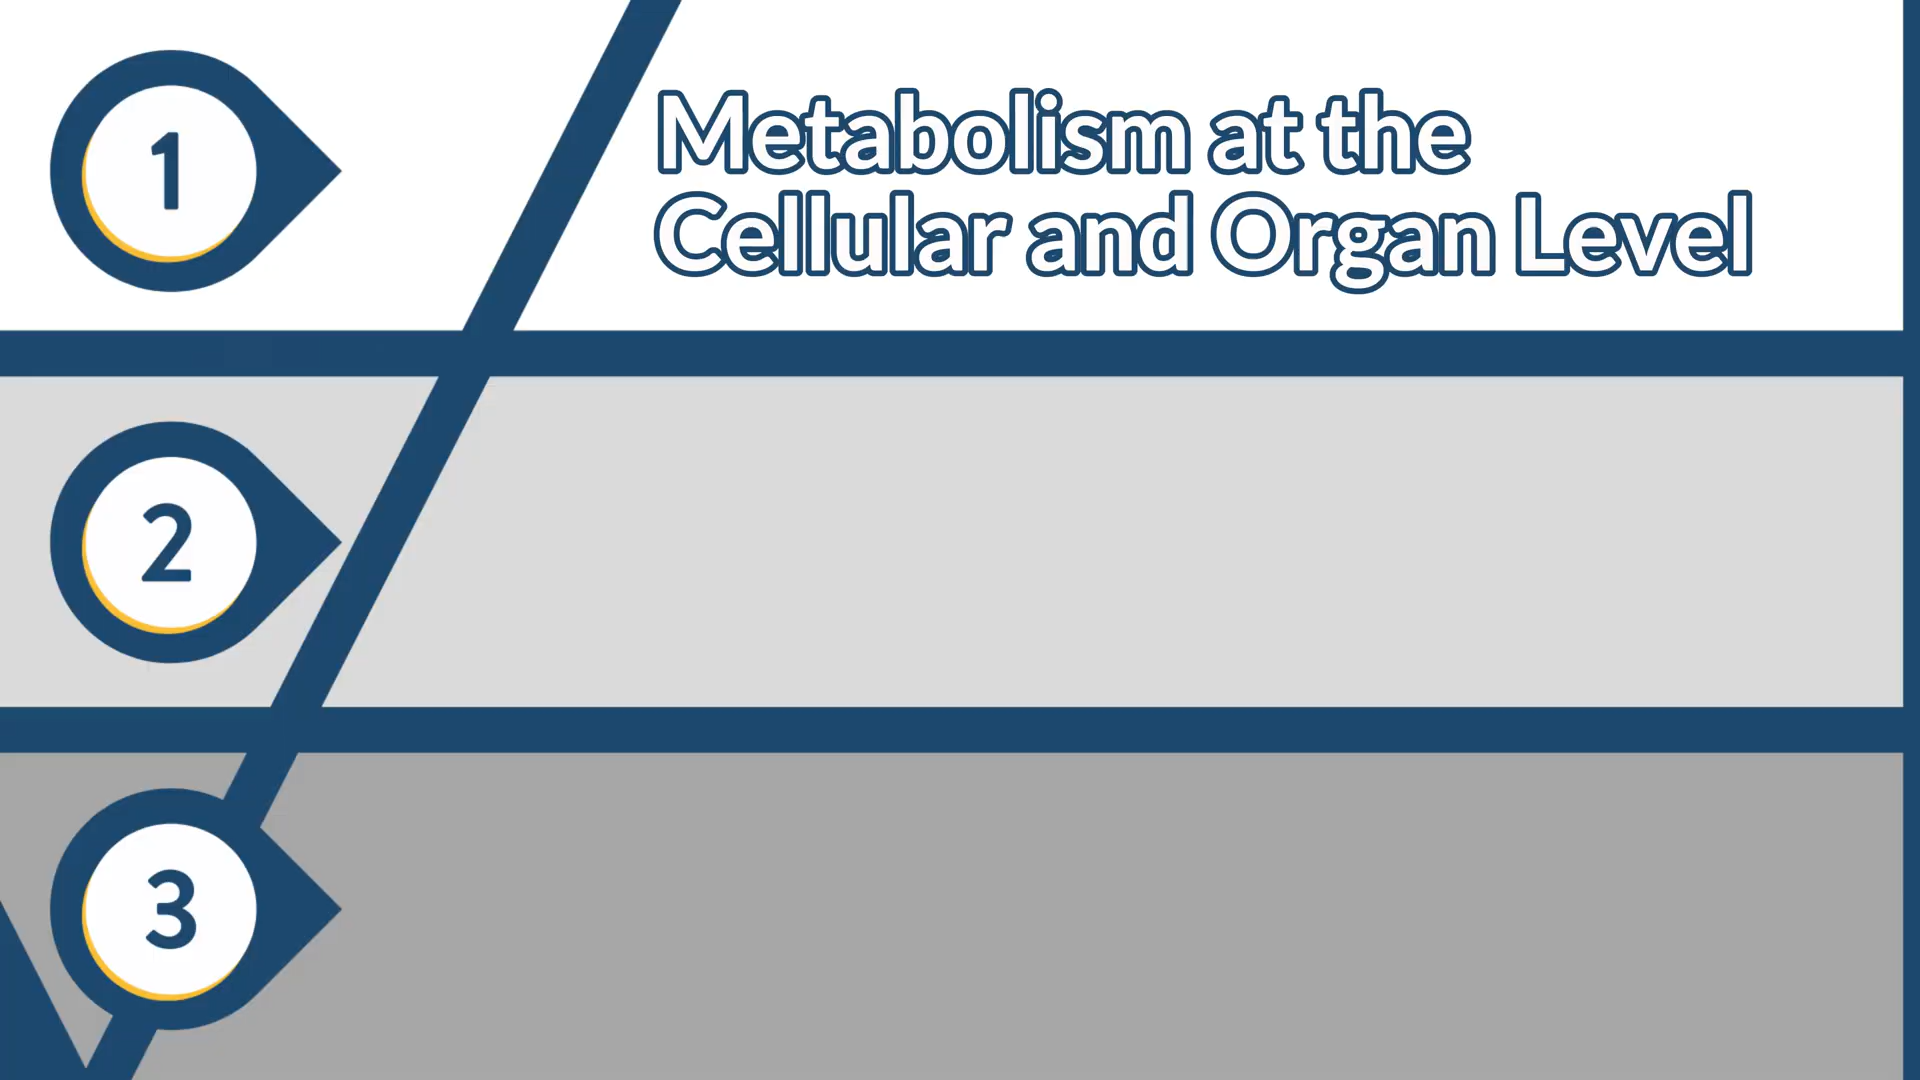 1
Metabolism at the
Cellular and Organ Level
2
3